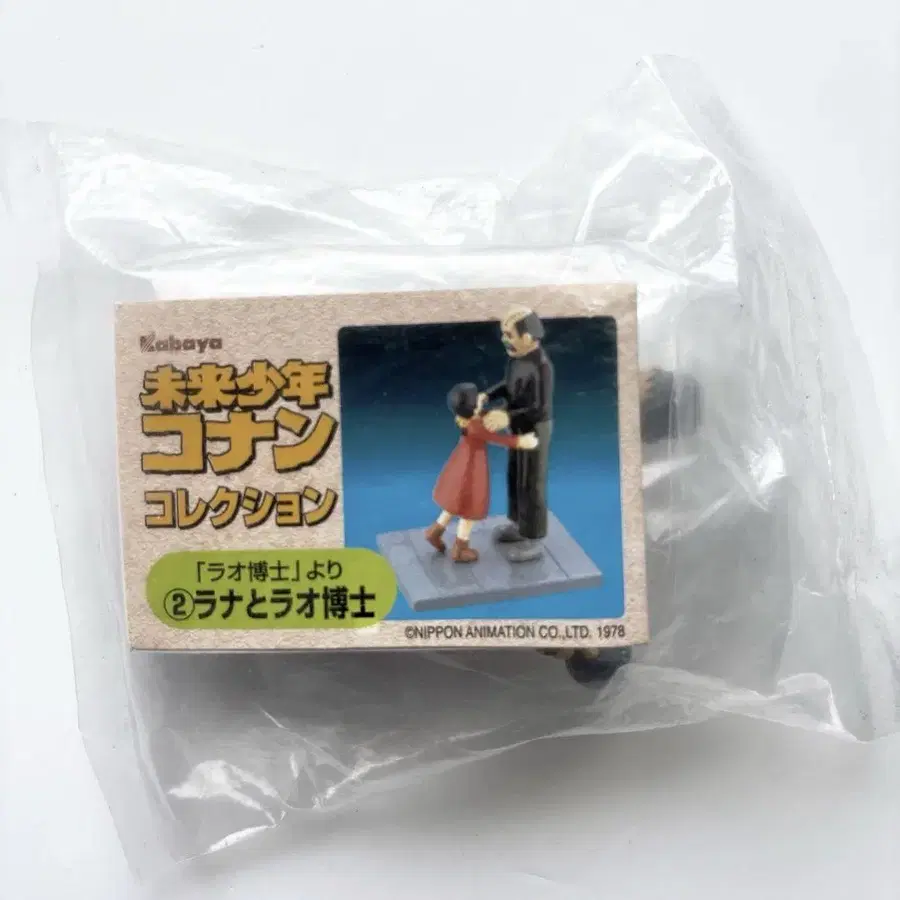 Kabaya
未来少年
コナン
コレクション
「ラオ博士」より
②ラナとラオ博士
©NIPPON ANIMATION CO.,LTD. 1978